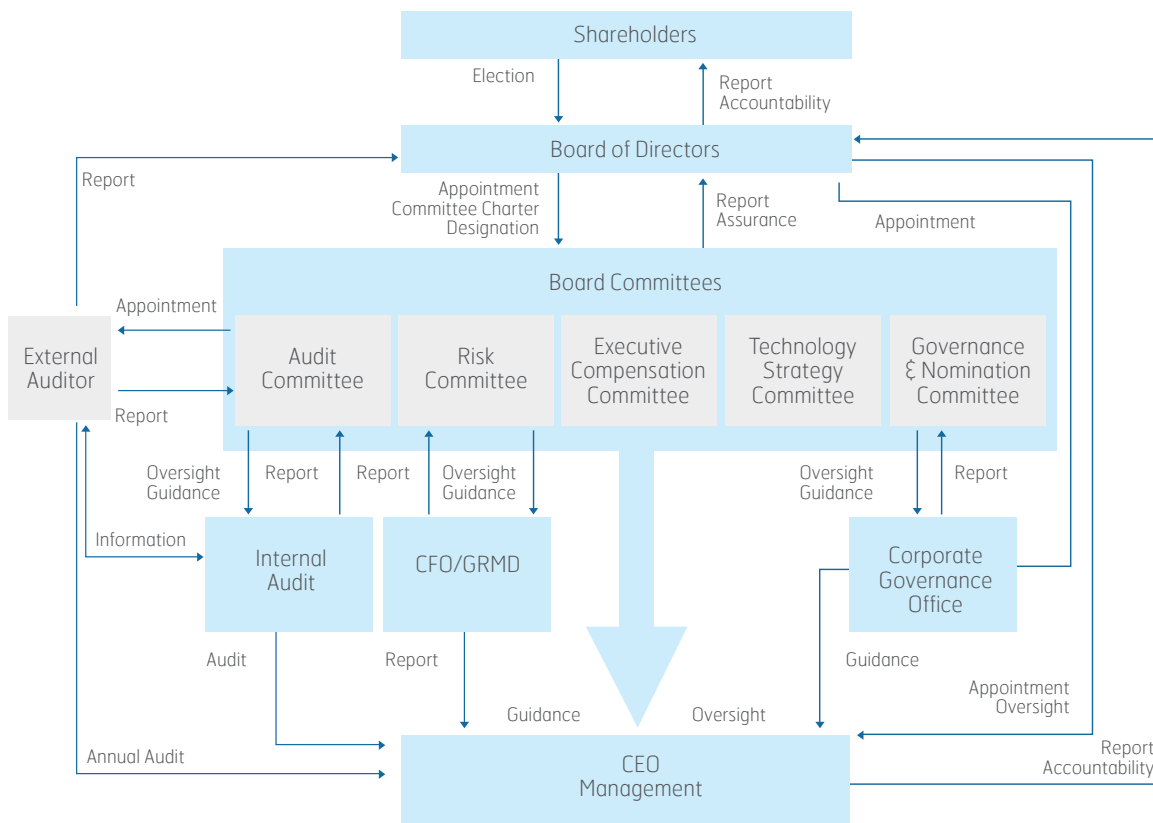 Shareholders
Election
Report
Accountability
Board of Directors
Report
Appointment
Committee Charter
Designation
Report
Assurance
Appointment
Board Committees
Appointment
External
Auditor
Audit
Committee
Risk
Committee
Executive
Compensation
Committee
Technology
Strategy
Committee
Governance
& Nomination
Committee
Report
Oversight
Guidance
Report
Report
Oversight
Guidance
Oversight
Guidance
Report
Information
Internal
Audit
CFO/GRMD
Corporate
Governance
Office
Audit
Report
Guidance
Guidance
Oversight
Appointment
Oversight
Annual Audit
CEO
Management
Report
Accountability